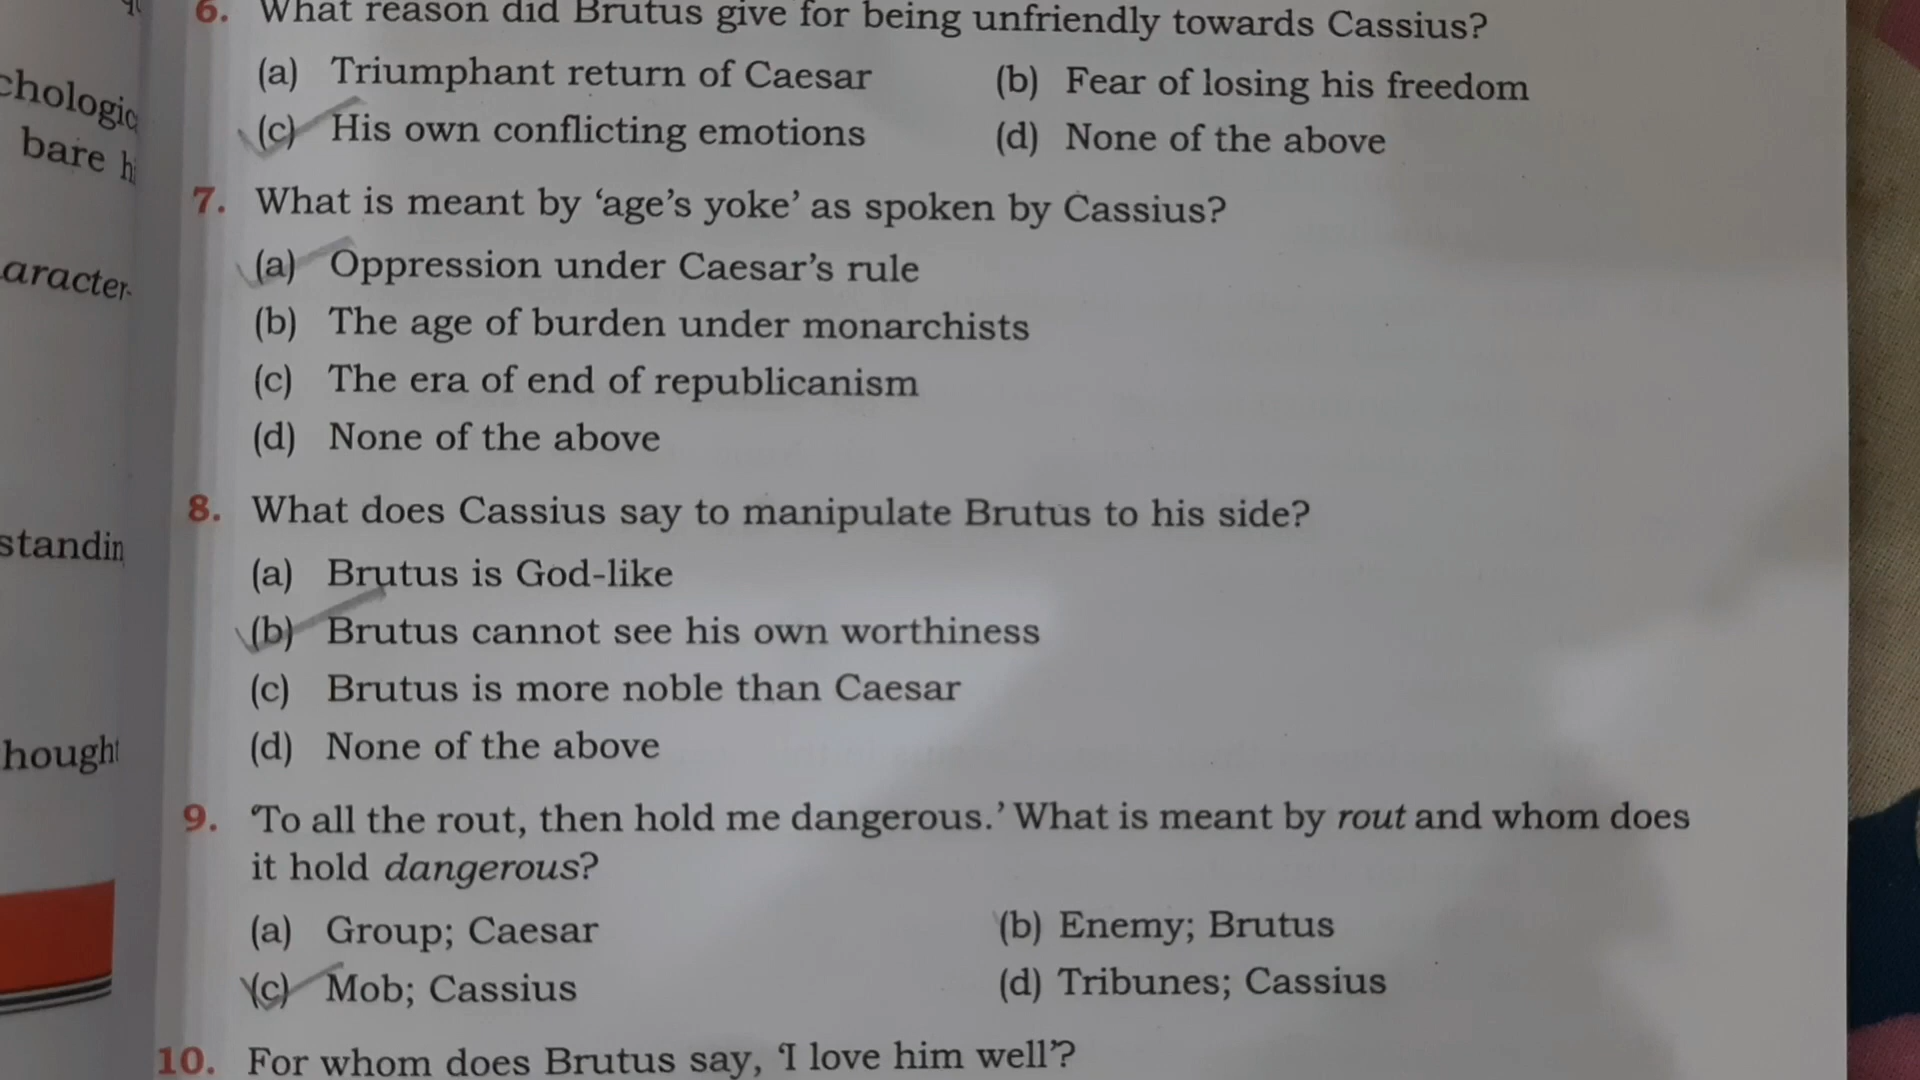 6. What reason did Brutus give for being unfriendly towards Cassius?
(a) Triumphant return of Caesar (b) Fear of losing his freedom
(c) His own conflicting emotions (d) None of the above
7. What is meant by ‘age’s yoke’ as spoken by Cassius?
(a) Oppression under Caesar’s rule
(b) The age of burden under monarchists
(c) The era of end of republicanism
(d) None of the above
8. What does Cassius say to manipulate Brutus to his side?
(a) Brutus is God-like
(b) Brutus cannot see his own worthiness
(c) Brutus is more noble than Caesar
(d) None of the above
9. ‘To all the rout, then hold me dangerous.’ What is meant by rout and whom does
it hold dangerous?
(a) Group; Caesar (b) Enemy; Brutus
(c) Mob; Cassius (d) Tribunes; Cassius
10. For whom does Brutus say, ‘I love him well’?
bare